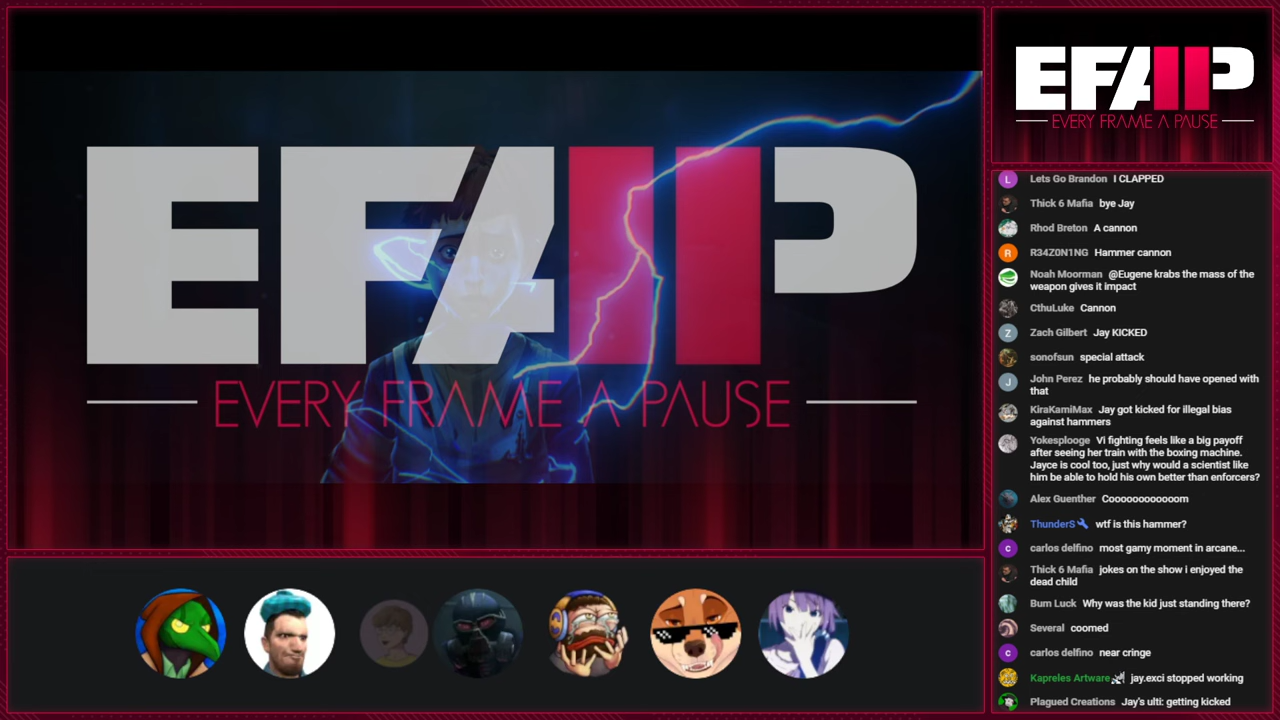 EFAP
EVERY FRAME A PAUSE
EFAP
EVERY FRAME A PAUSE
L Lets Go Brandon I CLAPPED
Thick 6 Mafia bye Jay
Rhod Breton A cannon
R R34Z0N1NG Hammer cannon
Noah Moorman @Eugene krabs the mass of the
weapon gives it impact
CthuLuke Cannon
Z Zach Gilbert Jay KICKED
sonofsun special attack
J John Perez he probably should have opened with
that
KiraKamiMax Jay got kicked for illegal bias
against hammers
Yokesplooge Vi fighting feels like a big payoff
after seeing her train with the boxing machine.
Jayce is cool too, just why would a scientist like
him be able to hold his own better than enforcers?
Alex Guenther Cooooooooooom
ThunderS wtf is this hammer?
c carlos delfino most gamy moment in arcane...
Thick 6 Mafia jokes on the show i enjoyed the
dead child
Bum Luck Why was the kid just standing there?
Several coomed
c carlos delfino near cringe
Kapreles Artware jay.exci stopped working
Plagued Creations Jay's ulti: getting kicked